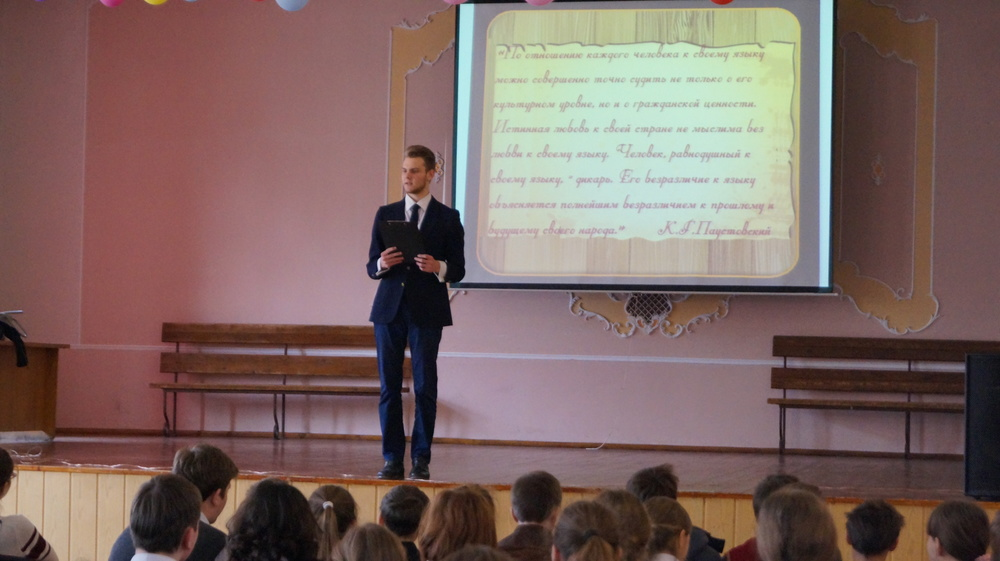 "По отношению каждого человека к своему языку
можно совершенно точно судить не только о его
культурном уровне, но и о гражданской ценности.
Истинная любовь к своей стране не мыслима без
любви к своему языку. Человек, равнодушный к
своему языку, - дикарь. Его безразличие к языку
объясняется полнейшим безразличием к прошлому и
будущему своего народа." К.Г.Паустовский